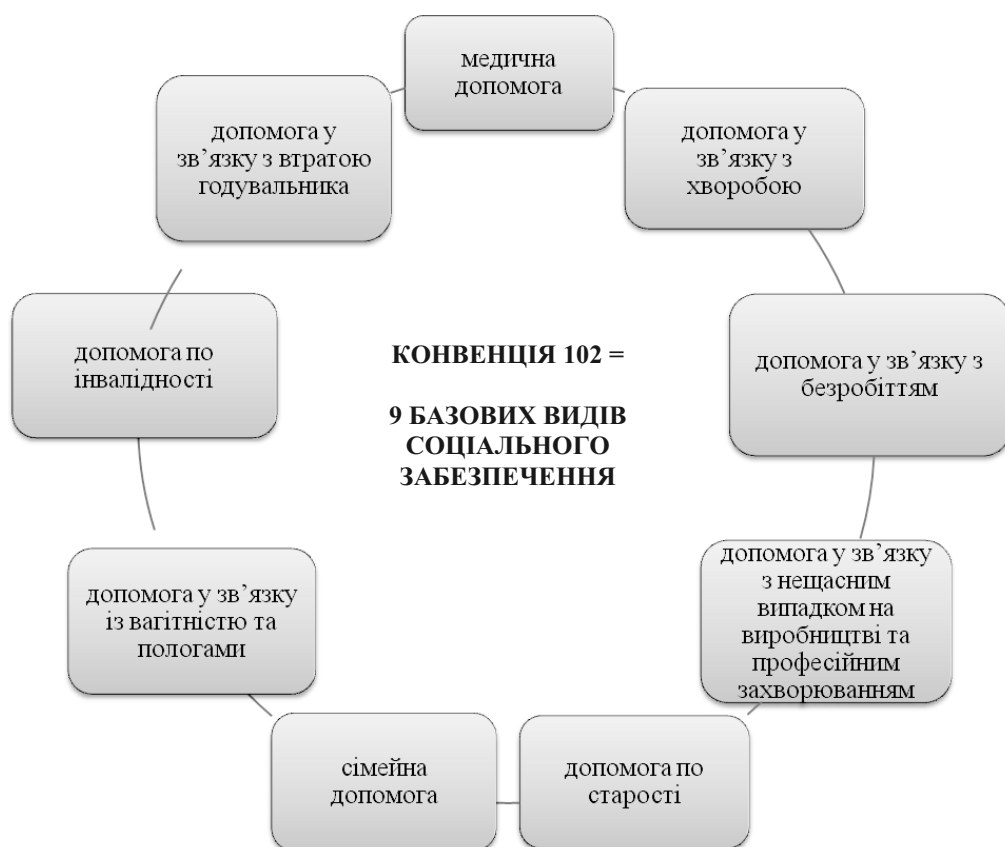 медична
допомога
допомога у
зв’язку з
хворобою
допомога у зв’язку з
безробіттям
допомога у зв’язку
з нещасним
випадком на
виробництві та
професійним
захворюванням
допомога по
старості
сімейна
допомога
допомога у зв’язку
із вагітністю та
пологами
допомога по
інвалідності
допомога у
зв’язку з втратою
годувальника
КОНВЕНЦІЯ 102 =
9 БАЗОВИХ ВИДІВ
СОЦІАЛЬНОГО
ЗАБЕЗПЕЧЕННЯ